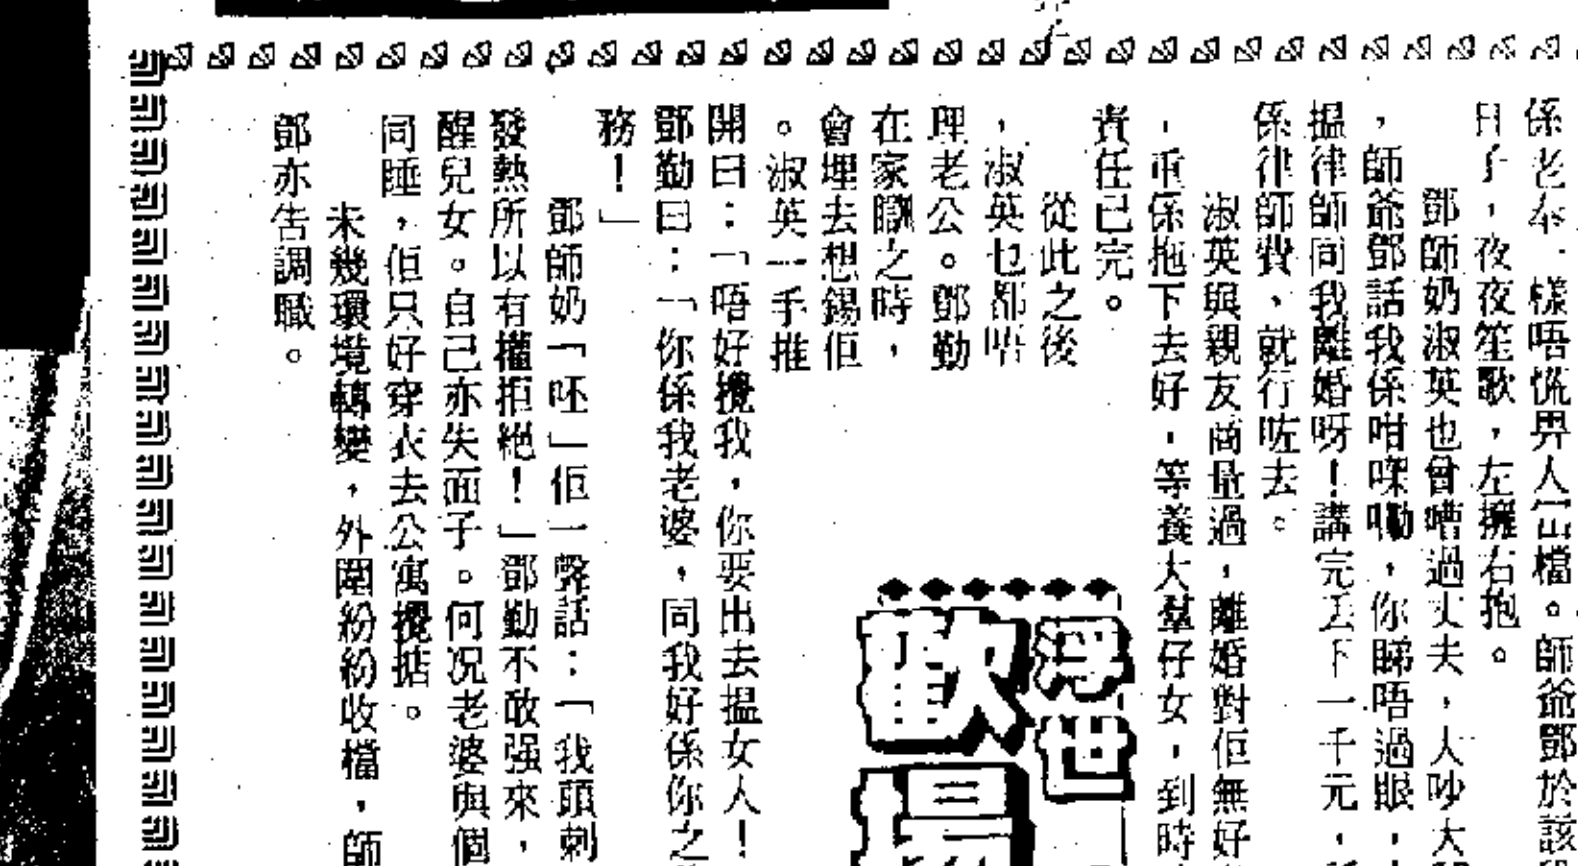 係老奉一樣唔慌畀人冚檔。師爺鄧於該
日子,夜夜笙歌,左擁右抱。
鄧師奶淑英也曾嘈過丈夫,人吵大
,師爺鄧話我係咁㗎嘞,你睇唔過眼,
搵律師同我離婚呀!講完丟下一千元,
係律師費,就行咗去。
淑英與親友商量過,離婚對佢無好
,重係拖下去好,等養大羣仔女,到時
責任已完。
從此之後
,淑英也都唔
理老公。鄧勤
在家瞓之時,
會埋去想錫佢
。淑英一手推
開曰:「唔好攪我,你要出去搵女人!
鄧勤曰:「你係我老婆,同我好係你之
務!」
鄧師奶「呸」佢一聲話:「我頭刺
發熱所以有權拒絕!」鄧勤不敢强來,
醒兒女。自己亦失面子。何况老婆與個
同睡,佢只好穿衣去公寓攪掂。
未幾環境轉變,外圍紛紛收檔,師
鄧亦告調職。
浮世
歡場